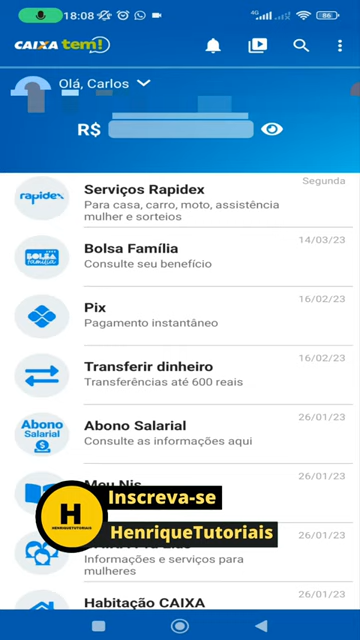 18:08
4G
86
CAIXA tem!
Olá, Carlos
R$
Segunda
rapidex
Serviços Rapidex
Para casa, carro, moto, assistência
mulher e sorteios
14/03/23
BOLSA
FAMÍLIA
Bolsa Família
Consulte seu benefício
16/02/23
Pix
Pagamento instantâneo
16/02/23
Transferir dinheiro
Transferências até 600 reais
26/01/23
Abono
Salarial
Abono Salarial
Consulte as informações aqui
26/01/23
Meu Nis
Inscreva-se
H
HENRIQUETUTORIAIS
HenriqueTutoriais
26/01/23
Informações e serviços para
mulheres
26/01/23
Habitação CAIXA